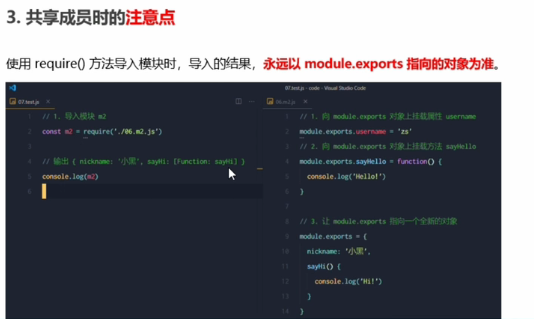 3. 共享成员时的注意点
使用 require() 方法导入模块时，导入的结果，永远以 module.exports 指向的对象为准。
07.test.js - code - Visual Studio Code
07.test.js
1 // 1. 导入模块 m2
2 const m2 = require('./06.m2.js')
3
4 // 输出 { nickname: '小黑', sayHi: [Function: sayHi] }
5 console.log(m2)
6
06.m2.js
1 // 1. 向 module.exports 对象上挂载属性 username
2 module.exports.username = 'zs'
3 // 2. 向 module.exports 对象上挂载方法 sayHello
4 module.exports.sayHello = function() {
5 console.log('Hello!')
6 }
7
8 // 3. 让 module.exports 指向一个全新的对象
9 module.exports = {
10 nickname: '小黑',
11 sayHi() {
12 console.log('Hi!')
13 }
14 }